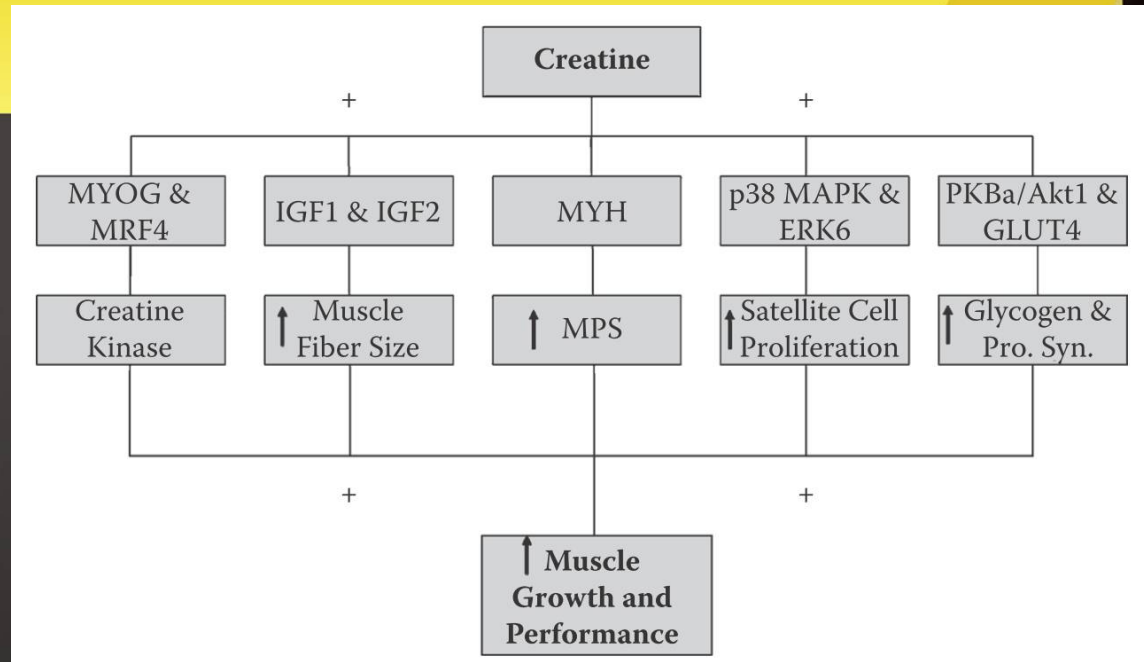 Creatine
+ +
MYOG &
MRF4
IGF1 & IGF2
MYH
p38 MAPK &
ERK6
PKBa/Akt1 &
GLUT4
Creatine
Kinase
↑ Muscle
Fiber Size
↑ MPS
↑ Satellite Cell
Proliferation
↑ Glycogen &
Pro. Syn.
+ +
↑ Muscle
Growth and
Performance